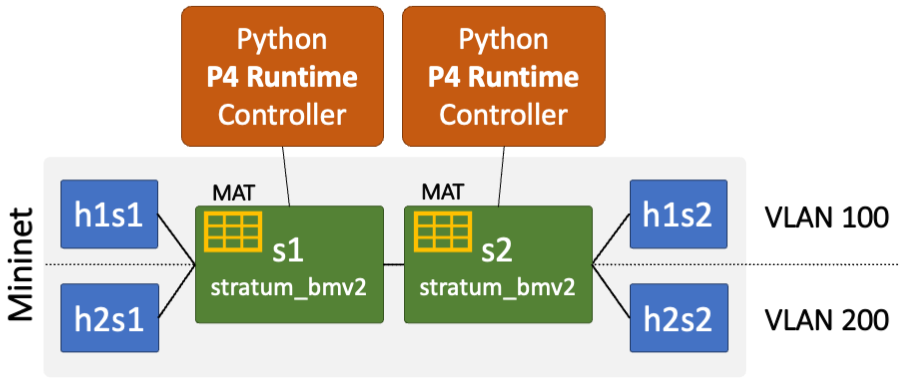 Python
P4 Runtime
Controller
Python
P4 Runtime
Controller
Mininet
MAT
MAT
h1s1
s1
stratum_bmv2
s2
stratum_bmv2
h1s2
VLAN 100
h2s1
h2s2
VLAN 200